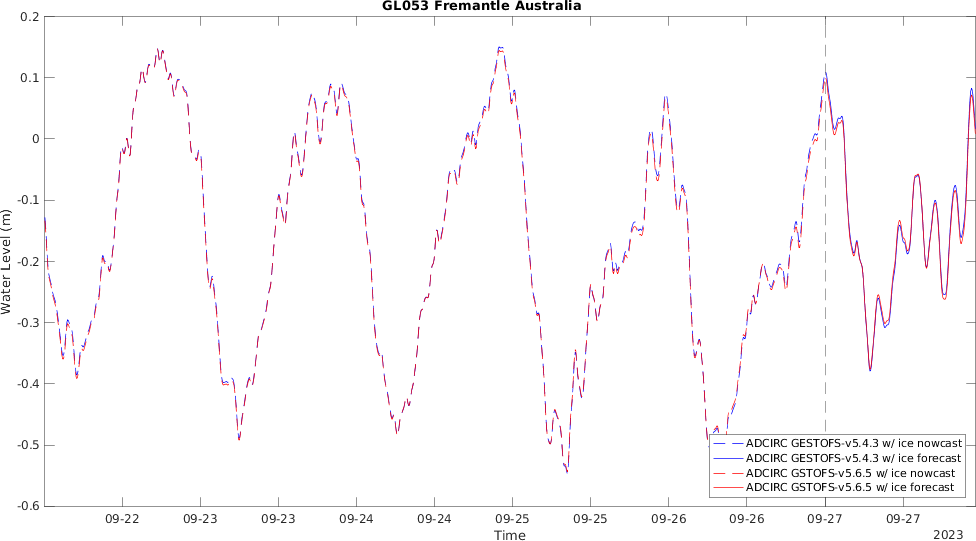 GL053 Fremantle Australia
0.2
0.1
0
-0.1
-0.2
-0.3
-0.4
-0.5
-0.6
Water Level (m)
ADCIRC GESTOFS-v5.4.3 w/ ice nowcast
ADCIRC GESTOFS-v5.4.3 w/ ice forecast
ADCIRC GSTOFS-v5.6.5 w/ ice nowcast
ADCIRC GSTOFS-v5.6.5 w/ ice forecast
09-22 09-23 09-23 09-24 09-24 09-25 09-25 09-26 09-26 09-27 09-27
Time
2023